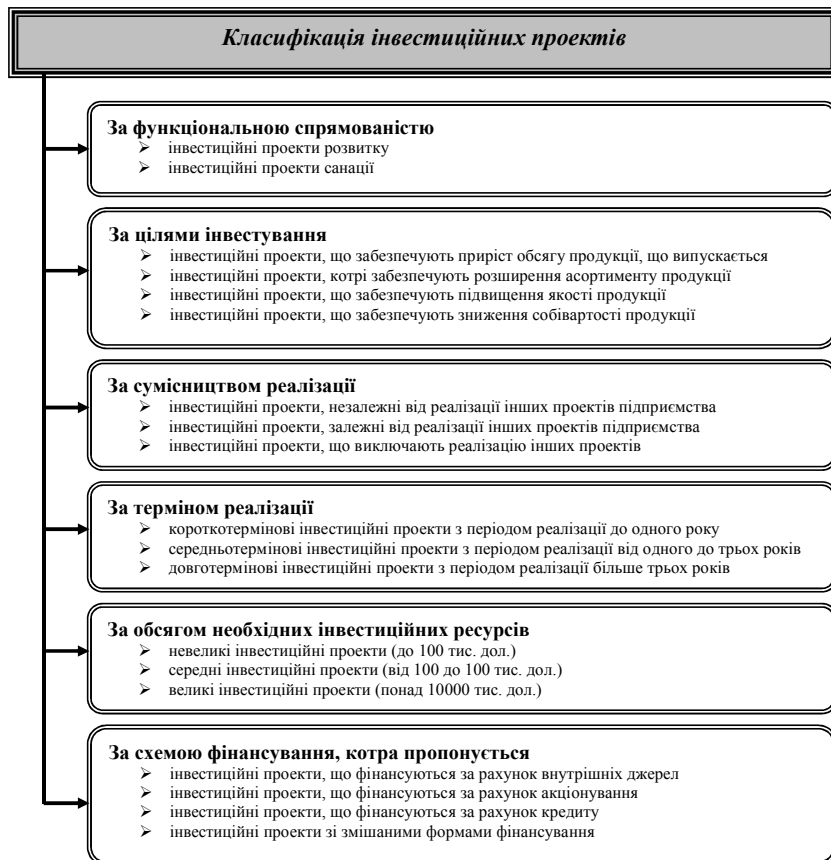 Класифікація інвестиційних проектів
За функціональною спрямованістю
➢ інвестиційні проекти розвитку
➢ інвестиційні проекти санації
За цілями інвестування
➢ інвестиційні проекти, що забезпечують приріст обсягу продукції, що випускається
➢ інвестиційні проекти, котрі забезпечують розширення асортименту продукції
➢ інвестиційні проекти, що забезпечують підвищення якості продукції
➢ інвестиційні проекти, що забезпечують зниження собівартості продукції
За сумісництвом реалізації
➢ інвестиційні проекти, незалежні від реалізації інших проектів підприємства
➢ інвестиційні проекти, залежні від реалізації інших проектів підприємства
➢ інвестиційні проекти, що виключають реалізацію інших проектів
За терміном реалізації
➢ короткотермінові інвестиційні проекти з періодом реалізації до одного року
➢ середньотермінові інвестиційні проекти з періодом реалізації від одного до трьох років
➢ довготермінові інвестиційні проекти з періодом реалізації більше трьох років
За обсягом необхідних інвестиційних ресурсів
➢ невеликі інвестиційні проекти (до 100 тис. дол.)
➢ середні інвестиційні проекти (від 100 до 100 тис. дол.)
➢ великі інвестиційні проекти (понад 10000 тис. дол.)
За схемою фінансування, котра пропонується
➢ інвестиційні проекти, що фінансуються за рахунок внутрішніх джерел
➢ інвестиційні проекти, що фінансуються за рахунок акціонування
➢ інвестиційні проекти, що фінансуються за рахунок кредиту
➢ інвестиційні проекти зі змішаними формами фінансування